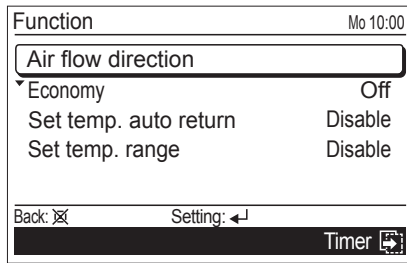 Function Mo 10:00
Air flow direction
Economy Off
Set temp. auto return Disable
Set temp. range Disable
Back: Setting:
Timer